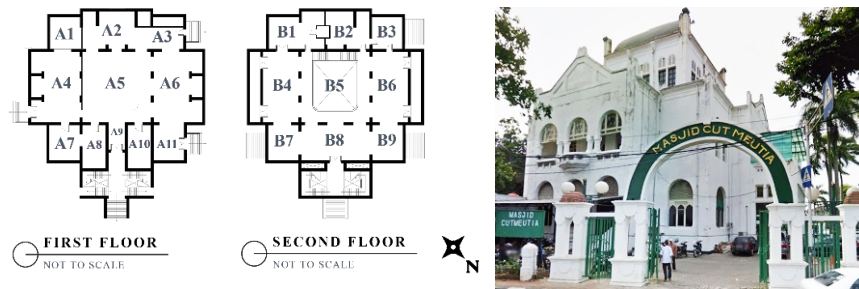 A1
A2
A3
A4
A5
A6
A7
A8
A9
A10
A11
FIRST FLOOR
NOT TO SCALE
B1
B2
B3
B4
B5
B6
B7
B8
B9
SECOND FLOOR
NOT TO SCALE
N
MASJID CUT MEUTIA
MASJID
CUTMEUTIA